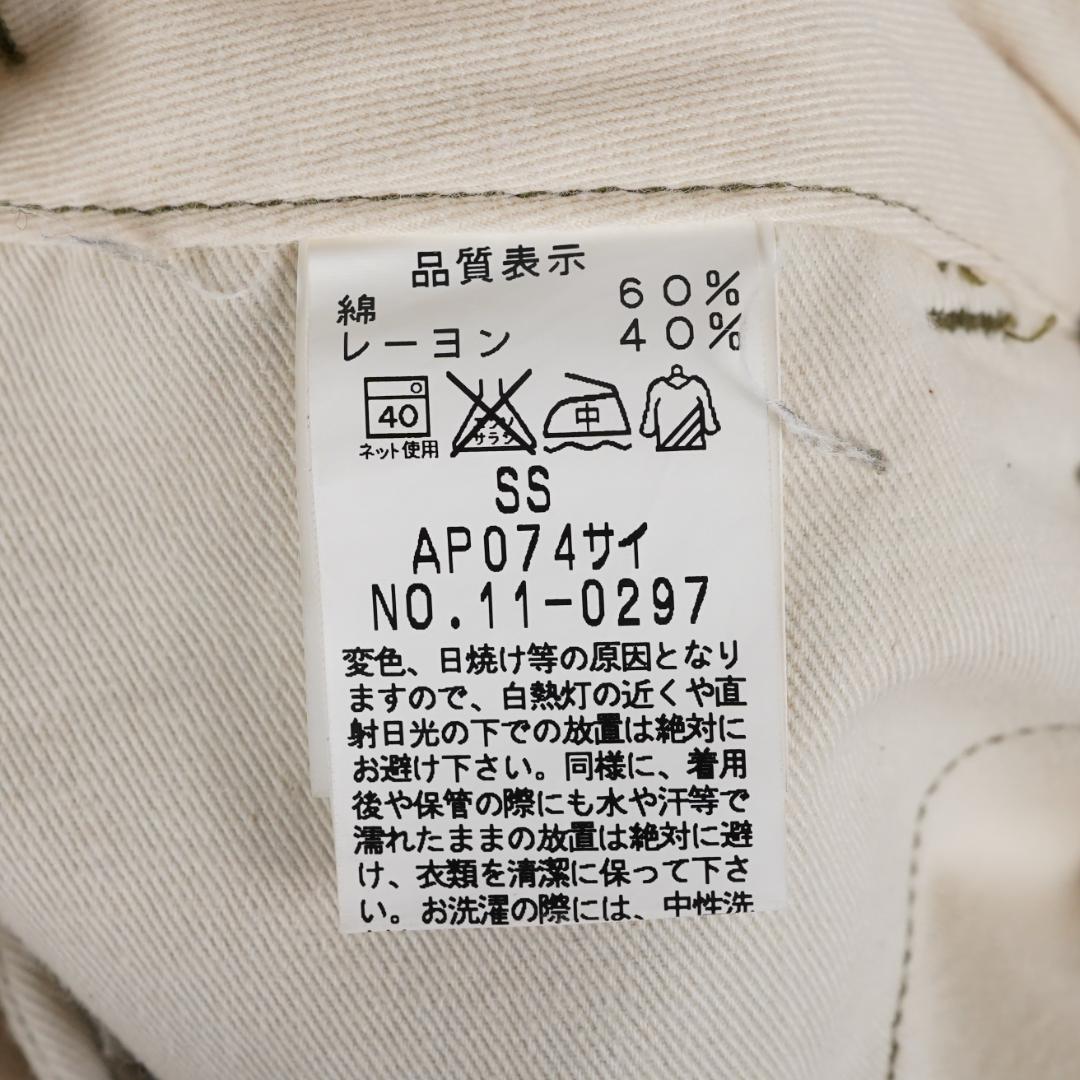 品質表示
綿 60%
レーヨン 40%
40 エンソ サラシ 中
ネット使用
SS
AP074サイ
NO.11-0297
変色、日焼け等の原因となり
ますので、白熱灯の近くや直
射日光の下での放置は絶対に
お避け下さい。同様に、着用
後や保管の際にも水や汗等で
濡れたままの放置は絶対に避
け、衣類を清潔に保って下さ
い。お洗濯の際には、中性洗